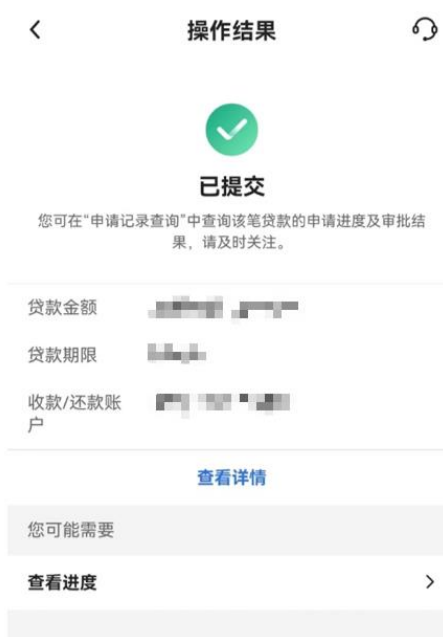 操作结果
已提交
您可在“申请记录查询”中查询该笔贷款的申请进度及审批结
果，请及时关注。
贷款金额
贷款期限
收款/还款账
户
查看详情
您可能需要
查看进度